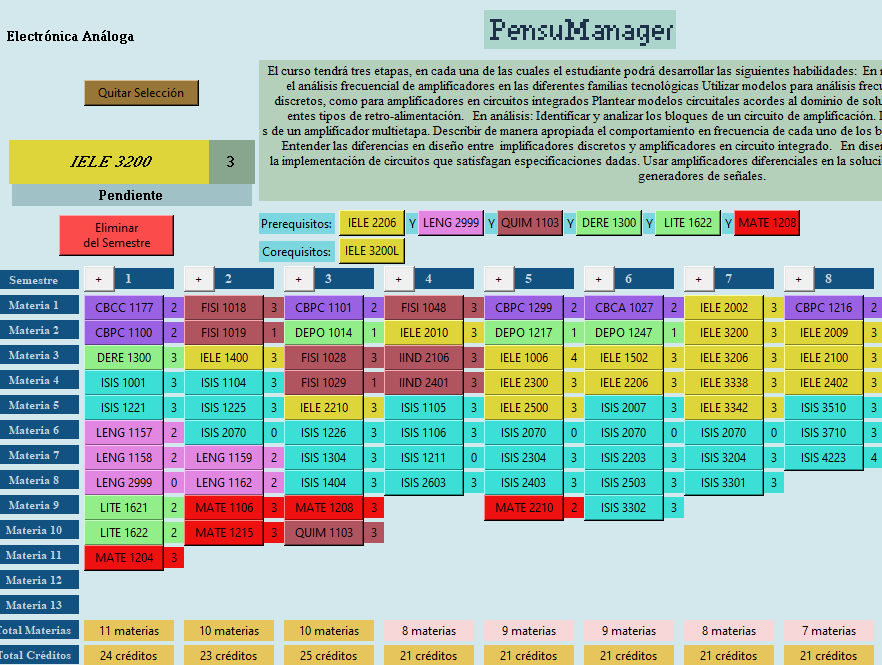 Electrónica Análoga
PensuManager
Quitar Selección
El curso tendrá tres etapas, en cada una de las cuales el estudiante podrá desarrollar las siguientes habilidades: En
el análisis frecuencial de amplificadores en las diferentes familias tecnológicas Utilizar modelos para análisis
discretos, como para amplificadores en circuitos integrados Plantear modelos circuitales acordes al dominio de
entes tipos de retro-alimentación. En análisis: Identificar y analizar los bloques de un circuito de amplificación.
s de un amplificador multietapa. Describir de manera apropiada el comportamiento en frecuencia de cada uno de los
Entender las diferencias en diseño entre amplificadores discretos y amplificadores en circuito integrado. En
la implementación de circuitos que satisfagan especificaciones dadas. Usar amplificadores diferenciales en la
generadores de señales.
IELE 3200 3
Pendiente
Eliminar
del Semestre
Prerequisitos: IELE 2206 Y LENG 2999 Y QUIM 1103 Y DERE 1300 Y LITE 1622 Y MATE 1208
Corequisitos: IELE 3200L
Semestre + 1 + 2 + 3 + 4 + 5 + 6 + 7 + 8
Materia 1 CBCC 1177 2 FISI 1018 3 CBPC 1101 2 FISI 1048 3 CBPC 1299 2 CBCA 1027 2 IELE 2002 3 CBPC 1216 2
Materia 2 CBPC 1100 2 FISI 1019 1 DEPO 1014 1 IELE 2010 3 DEPO 1217 1 DEPO 1247 1 IELE 3200 3 IELE 2009 3
Materia 3 DERE 1300 3 IELE 1400 3 FISI 1028 3 IIND 2106 3 IELE 1006 4 IELE 1502 3 IELE 3206 3 IELE 2100 3
Materia 4 ISIS 1001 3 ISIS 1104 3 FISI 1029 1 IIND 2401 3 IELE 2300 3 IELE 2206 3 IELE 3338 3 IELE 2402 3
Materia 5 ISIS 1221 3 ISIS 1225 3 IELE 2210 3 ISIS 1105 3 IELE 2500 3 ISIS 2007 3 IELE 3342 3 ISIS 3510 3
Materia 6 LENG 1157 2 ISIS 2070 0 ISIS 1226 3 ISIS 1106 3 ISIS 2070 0 ISIS 2070 0 ISIS 2070 0 ISIS 3710 3
Materia 7 LENG 1158 2 LENG 1159 2 ISIS 1304 3 ISIS 1211 0 ISIS 2304 3 ISIS 2203 3 ISIS 3204 3 ISIS 4223 4
Materia 8 LENG 2999 0 LENG 1162 2 ISIS 1404 3 ISIS 2603 3 ISIS 2403 3 ISIS 2503 3 ISIS 3301 3
Materia 9 LITE 1621 2 MATE 1106 3 MATE 1208 3 MATE 2210 2 ISIS 3302 3
Materia 10 LITE 1622 2 MATE 1215 3 QUIM 1103 3
Materia 11 MATE 1204 3
Materia 12
Materia 13
Total Materias 11 materias 10 materias 10 materias 8 materias 9 materias 9 materias 8 materias 7 materias
Total Créditos 24 créditos 23 créditos 25 créditos 21 créditos 21 créditos 21 créditos 21 créditos 21 créditos